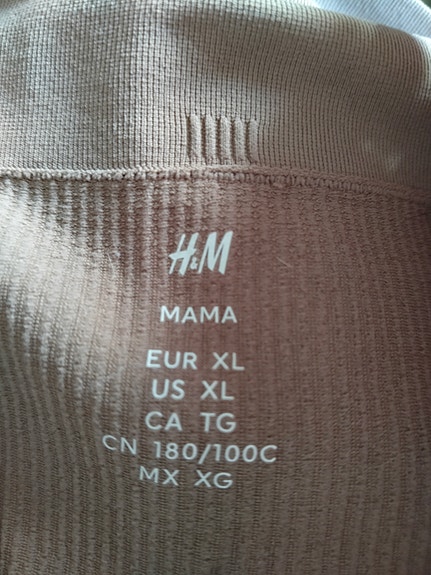 H&M
MAMA
EUR XL
US XL
CA TG
CN 180/100C
MX XG